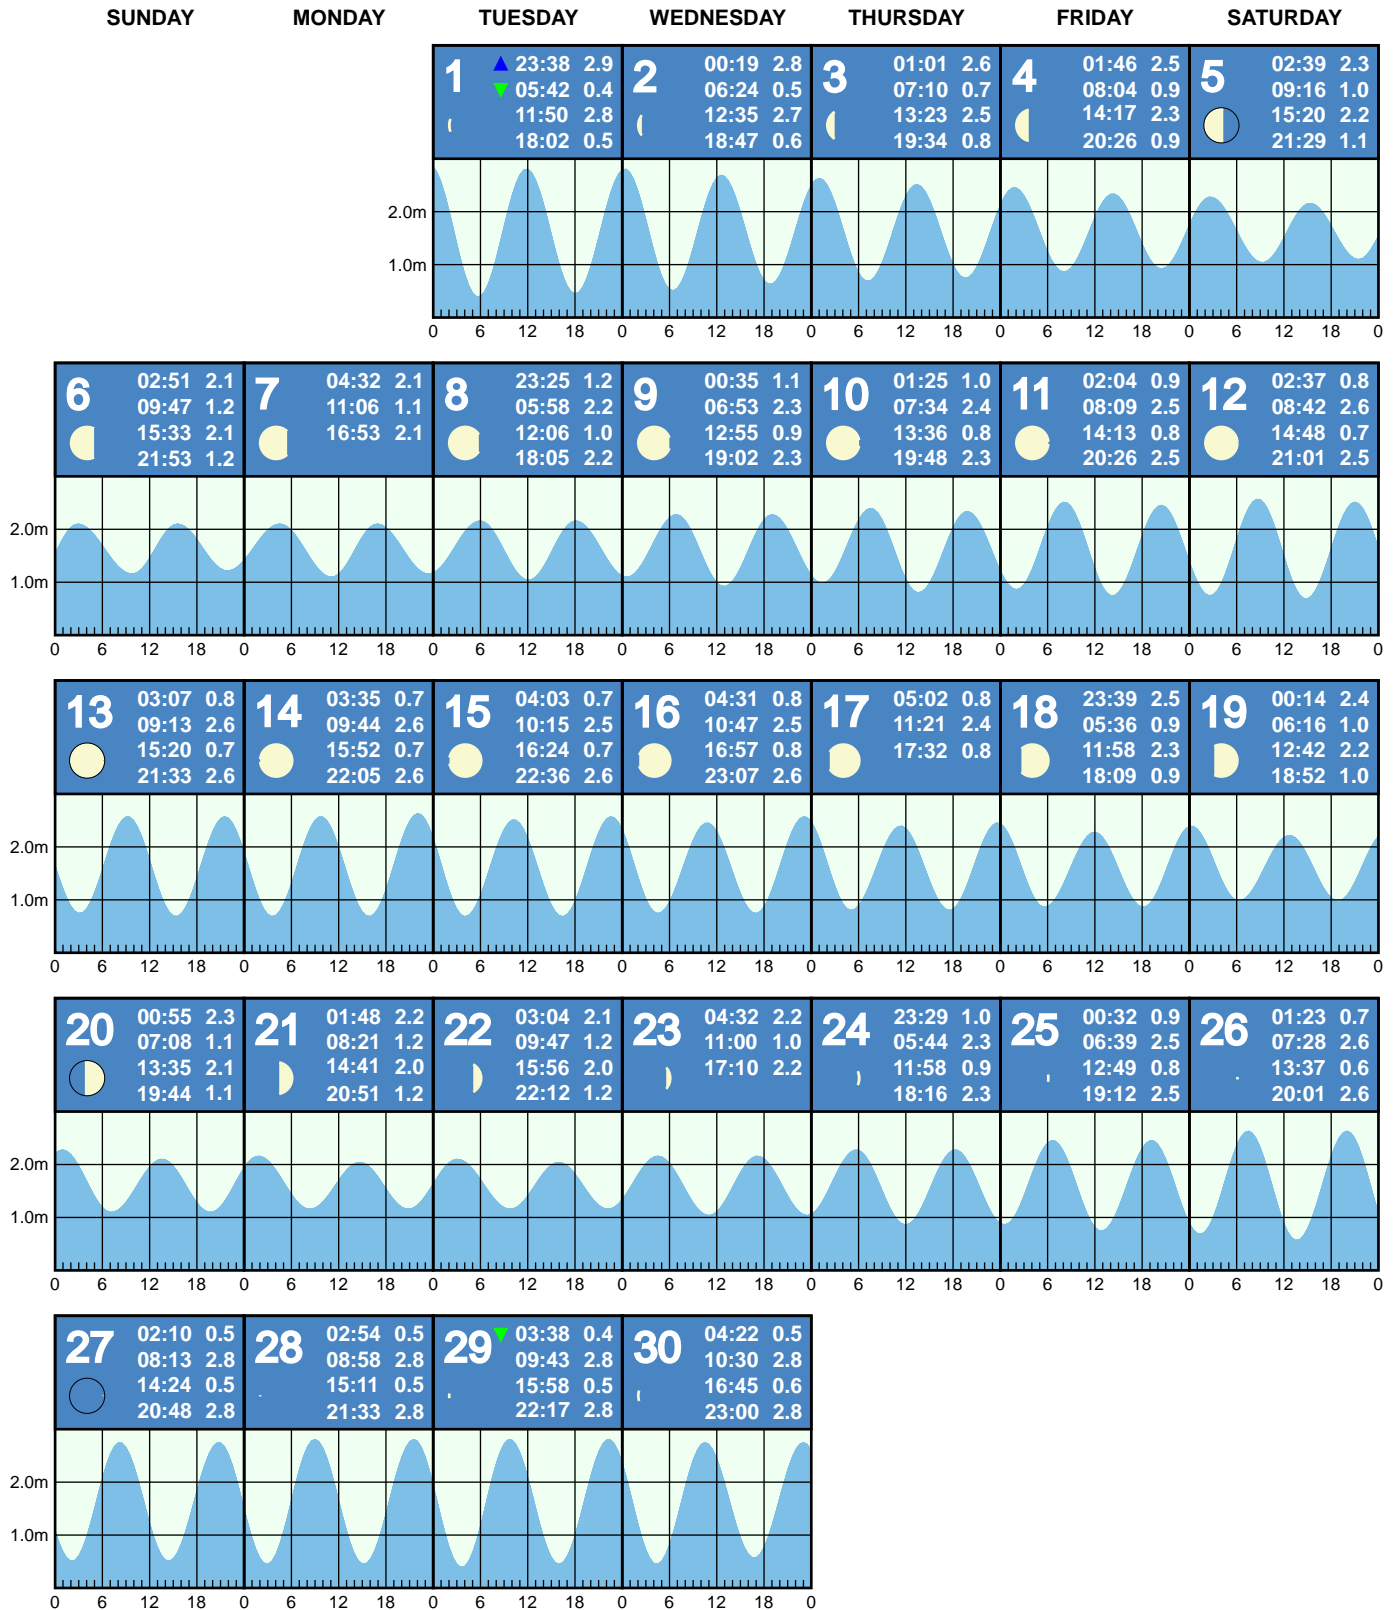 SUNDAY MONDAY TUESDAY WEDNESDAY THURSDAY FRIDAY SATURDAY
1 23:38 2.9
05:42 0.4
11:50 2.8
18:02 0.5
2 00:19 2.8
06:24 0.5
12:35 2.7
18:47 0.6
3 01:01 2.6
07:10 0.7
13:23 2.5
19:34 0.8
4 01:46 2.5
08:04 0.9
14:17 2.3
20:26 0.9
5 02:39 2.3
09:16 1.0
15:20 2.2
21:29 1.1
2.0m
1.0m
0 6 12 18 0 6 12 18 0 6 12 18 0 6 12 18 0 6 12 18 0
6 02:51 2.1
09:47 1.2
15:33 2.1
21:53 1.2
7 04:32 2.1
11:06 1.1
16:53 2.1
8 23:25 1.2
05:58 2.2
12:06 1.0
18:05 2.2
9 00:35 1.1
06:53 2.3
12:55 0.9
19:02 2.3
10 01:25 1.0
07:34 2.4
13:36 0.8
19:48 2.3
11 02:04 0.9
08:09 2.5
14:13 0.8
20:26 2.5
12 02:37 0.8
08:42 2.6
14:48 0.7
21:01 2.5
2.0m
1.0m
0 6 12 18 0 6 12 18 0 6 12 18 0 6 12 18 0 6 12 18 0 6 12 18 0 6 12 18 0
13 03:07 0.8
09:13 2.6
15:20 0.7
21:33 2.6
14 03:35 0.7
09:44 2.6
15:52 0.7
22:05 2.6
15 04:03 0.7
10:15 2.5
16:24 0.7
22:36 2.6
16 04:31 0.8
10:47 2.5
16:57 0.8
23:07 2.6
17 05:02 0.8
11:21 2.4
17:32 0.8
18 23:39 2.5
05:36 0.9
11:58 2.3
18:09 0.9
19 00:14 2.4
06:16 1.0
12:42 2.2
18:52 1.0
2.0m
1.0m
0 6 12 18 0 6 12 18 0 6 12 18 0 6 12 18 0 6 12 18 0 6 12 18 0 6 12 18 0
20 00:55 2.3
07:08 1.1
13:35 2.1
19:44 1.1
21 01:48 2.2
08:21 1.2
14:41 2.0
20:51 1.2
22 03:04 2.1
09:47 1.2
15:56 2.0
22:12 1.2
23 04:32 2.2
11:00 1.0
17:10 2.2
24 23:29 1.0
05:44 2.3
11:58 0.9
18:16 2.3
25 00:32 0.9
06:39 2.5
12:49 0.8
19:12 2.5
26 01:23 0.7
07:28 2.6
13:37 0.6
20:01 2.6
2.0m
1.0m
0 6 12 18 0 6 12 18 0 6 12 18 0 6 12 18 0 6 12 18 0 6 12 18 0 6 12 18 0
27 02:10 0.5
08:13 2.8
14:24 0.5
20:48 2.8
28 02:54 0.5
08:58 2.8
15:11 0.5
21:33 2.8
29 03:38 0.4
09:43 2.8
15:58 0.5
22:17 2.8
30 04:22 0.5
10:30 2.8
16:45 0.6
23:00 2.8
2.0m
1.0m
0 6 12 18 0 6 12 18 0 6 12 18 0 6 12 18 0